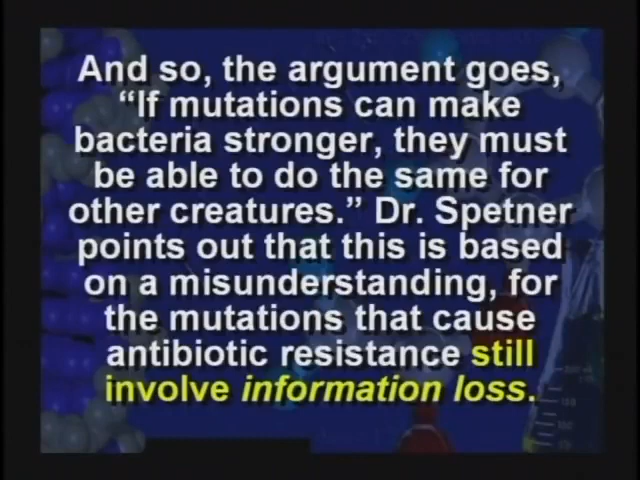 And so, the argument goes,
“If mutations can make
bacteria stronger, they must
be able to do the same for
other creatures.” Dr. Spetner
points out that this is based
on a misunderstanding, for
the mutations that cause
antibiotic resistance still
involve information loss.